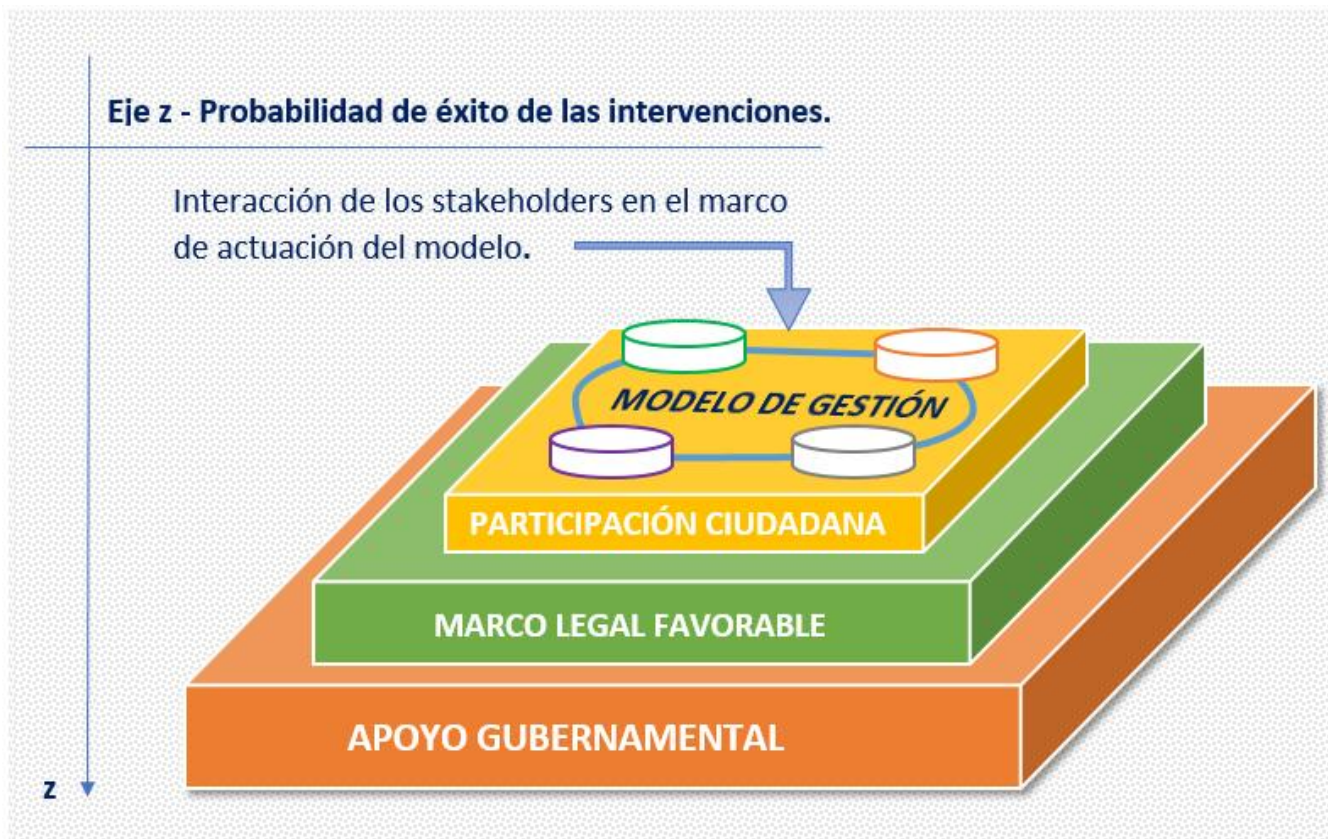 Eje z - Probabilidad de éxito de las intervenciones.
Interacción de los stakeholders en el marco
de actuación del modelo.
MODELO DE GESTIÓN
PARTICIPACIÓN CIUDADANA
MARCO LEGAL FAVORABLE
APOYO GUBERNAMENTAL
z